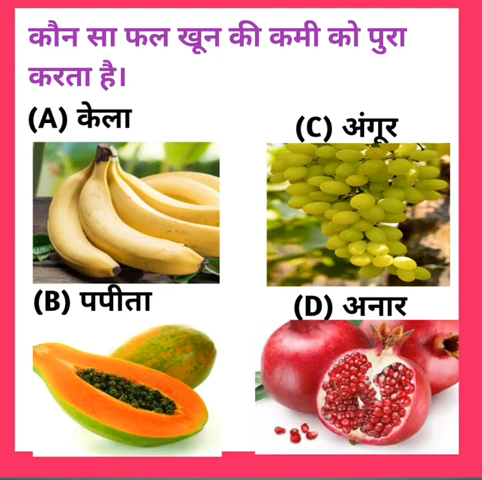 कौन सा फल खून की कमी को पुरा
करता है।
(A) केला
(C) अंगूर
(B) पपीता
(D) अनार